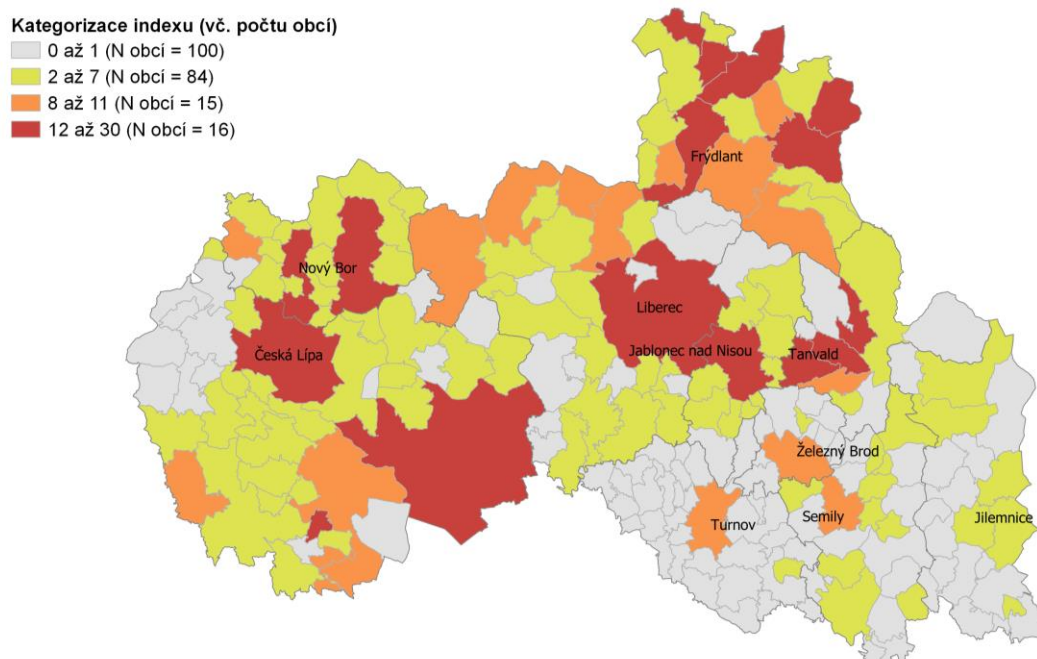 Kategorizace indexu (vč. počtu obcí)
0 až 1 (N obcí = 100)
2 až 7 (N obcí = 84)
8 až 11 (N obcí = 15)
12 až 30 (N obcí = 16)
Frýdlant
Nový Bor
Liberec
Česká Lípa
Jablonec nad Nisou
Tanvald
Železný Brod
Turnov
Semily
Jilemnice